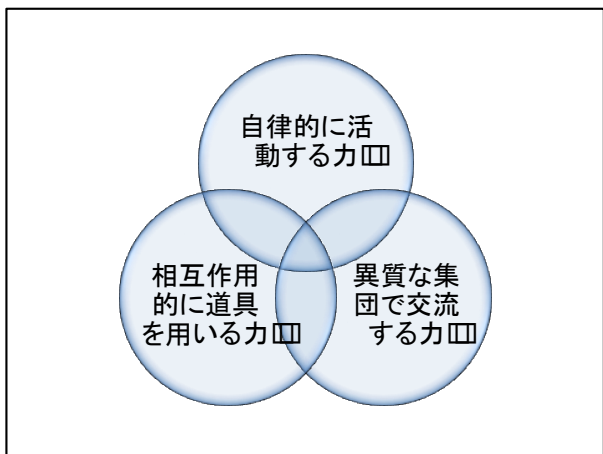 自律的に活
動する力
相互作用
的に道具
を用いる力
異質な集
団で交流
する力